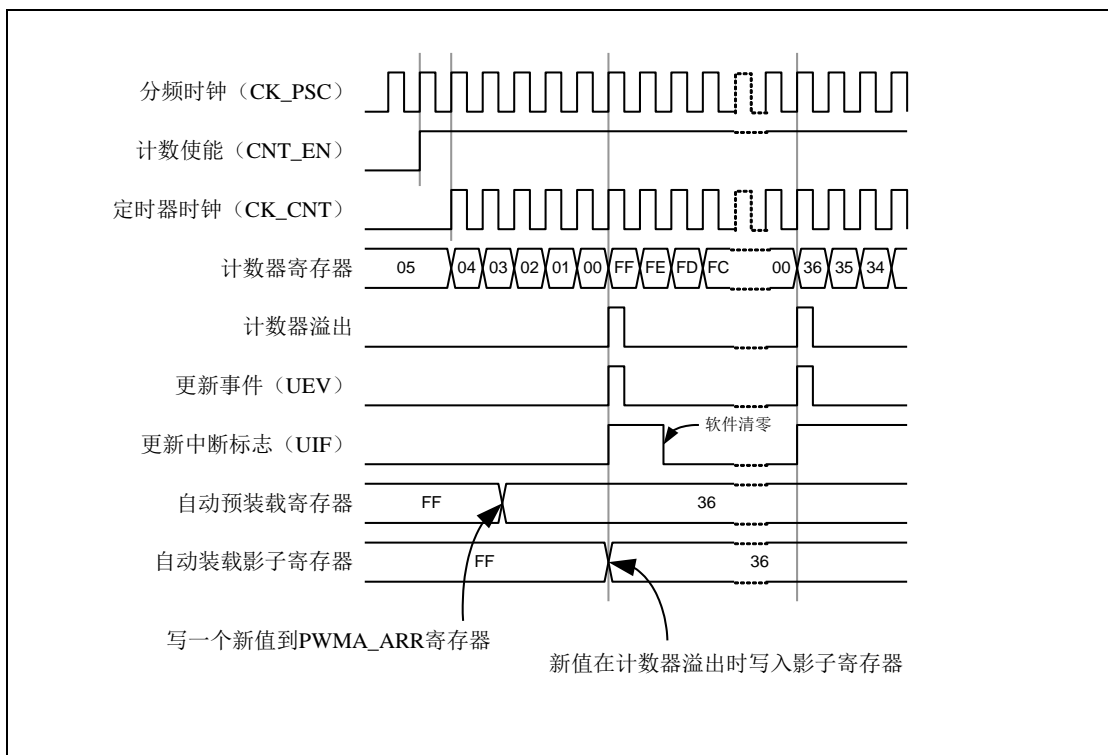 分频时钟（CK_PSC）
计数使能（CNT_EN）
定时器时钟（CK_CNT）
计数器寄存器 05 04 03 02 01 00 FF FE FD FC 00 36 35 34
计数器溢出
更新事件（UEV）
更新中断标志（UIF） 软件清零
自动预装载寄存器 FF 36
自动装载影子寄存器 FF 36
写一个新值到PWMA_ARR寄存器
新值在计数器溢出时写入影子寄存器